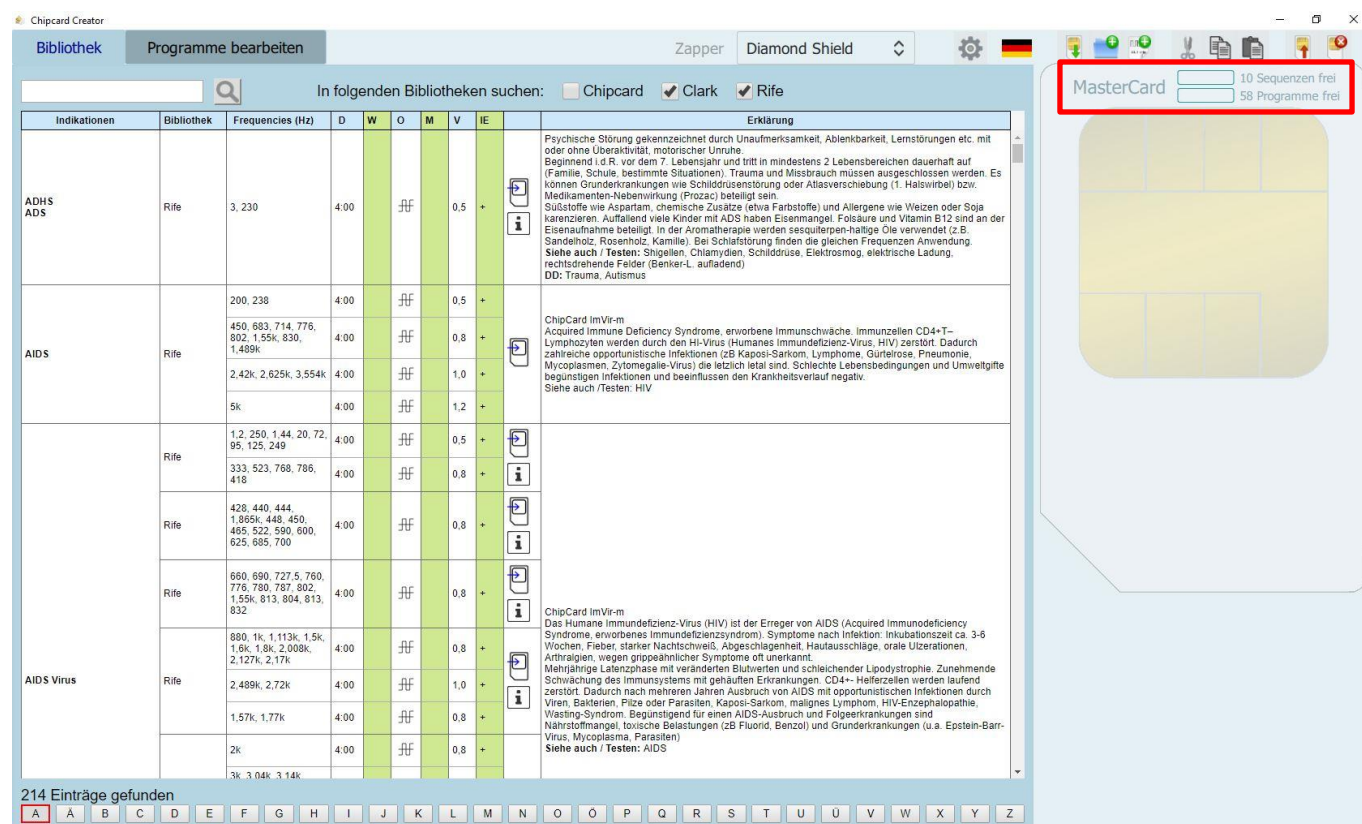 Chipcard Creator
Bibliothek Programme bearbeiten Zapper Diamond Shield
In folgenden Bibliotheken suchen: Chipcard Clark Rife
MasterCard 10 Sequenzen frei
58 Programme frei
Indikationen Bibliothek Frequencies (Hz) D W O M V IE Erklärung
ADHS
ADS
Rife 3, 230 4:00 0,5 +
Psychische Störung gekennzeichnet durch Unaufmerksamkeit, Ablenkbarkeit, Lernstörungen etc. mit
oder ohne Überaktivität, motorischer Unruhe.
Beginnend i.d.R. vor dem 7. Lebensjahr und tritt in mindestens 2 Lebensbereichen dauerhaft auf
(Familie, Schule, bestimmte Situationen). Trauma und Missbrauch müssen ausgeschlossen werden. Es
können Grunderkrankungen wie Schilddrüsenstörung oder Atlasverschiebung (1. Halswirbel) bzw.
Medikamenten-Nebenwirkung (Prozac) beteiligt sein.
Süßstoffe wie Aspartam, chemische Zusätze (etwa Farbstoffe) und Allergene wie Weizen oder Soja
karenzieren. Auffallend viele Kinder mit ADS haben Eisenmangel. Folsäure und Vitamin B12 sind an der
Eisenaufnahme beteiligt. In der Aromatherapie werden sesquiterpen-haltige Öle verwendet (z.B.
Sandelholz, Rosenholz, Kamille). Bei Schlafstörung finden die gleichen Frequenzen Anwendung.
Siehe auch / Testen: Shigellen, Chlamydien, Schilddrüse, Elektrosmog, elektrische Ladung,
rechtsdrehende Felder (Benker-L. aufladend)
DD: Trauma, Autismus
AIDS Rife
200, 238 4:00 0,5 +
450, 683, 714, 776,
802, 1,55k, 830,
1,489k
4:00 0,8 +
2,42k, 2,625k, 3,554k 4:00 1,0 +
5k 4:00 1,2 +
ChipCard ImVir-m
Acquired Immune Deficiency Syndrome, erworbene Immunschwäche. Immunzellen CD4+T–
Lymphozyten werden durch den HI-Virus (Humanes Immundefizienz-Virus, HIV) zerstört. Dadurch
zahlreiche opportunistische Infektionen (zB Kaposi-Sarkom, Lymphome, Gürtelrose, Pneumonie,
Mycoplasmen, Zytomegalie-Virus) die letzlich letal sind. Schlechte Lebensbedingungen und Umweltgifte
begünstigen Infektionen und beeinflussen den Krankheitsverlauf negativ.
Siehe auch /Testen: HIV
AIDS Virus
Rife
1,2, 250, 1,44, 20, 72,
95, 125, 249
4:00 0,5 +
333, 523, 768, 786,
418
4:00 0,8 +
Rife
428, 440, 444,
1,865k, 448, 450,
465, 522, 590, 600,
625, 685, 700
4:00 0,8 +
Rife
660, 690, 727,5, 760,
776, 780, 787, 802,
1,55k, 813, 804, 813,
832
4:00 0,8 +
Rife
880, 1k, 1,113k, 1,5k,
1,6k, 1,8k, 2,008k,
2,127k, 2,17k
4:00 0,8 +
2,489k, 2,72k 4:00 1,0 +
1,57k, 1,77k 4:00 0,8 +
2k 4:00 0,8 +
3k, 3,04k, 3,14k
ChipCard ImVir-m
Das Humane Immundefizienz-Virus (HIV) ist der Erreger von AIDS (Acquired Immunodeficiency
Syndrome, erworbenes Immundefizienzsyndrom). Symptome nach Infektion: Inkubationszeit ca. 3-6
Wochen, Fieber, starker Nachtschweiß, Abgeschlagenheit, Hautausschläge, orale Ulzerationen,
Arthralgien, wegen grippeähnlicher Symptome oft unerkannt.
Mehrjährige Latenzphase mit veränderten Blutwerten und schleichender Lipodystrophie. Zunehmende
Schwächung des Immunsystems mit gehäuften Erkrankungen. CD4+- Helferzellen werden laufend
zerstört. Dadurch nach mehreren Jahren Ausbruch von AIDS mit opportunistischen Infektionen durch
Viren, Bakterien, Pilze oder Parasiten, Kaposi-Sarkom, malignes Lymphom, HIV-Enzephalopathie,
Wasting-Syndrom. Begünstigend für einen AIDS-Ausbruch und Folgeerkrankungen sind
Nährstoffmangel, toxische Belastungen (zB Fluorid, Benzol) und Grunderkrankungen (u.a. Epstein-Barr-
Virus, Mycoplasma, Parasiten)
Siehe auch / Testen: AIDS
214 Einträge gefunden
A Ä B C D E F G H I J K L M N O Ö P Q R S T U Ü V W X Y Z